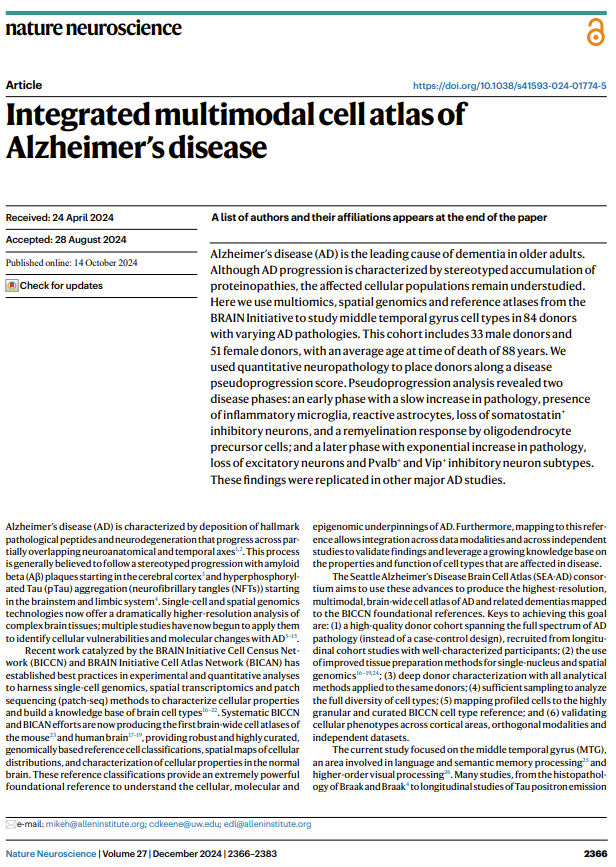 nature neuroscience
Article
https://doi.org/10.1038/s41593-024-01774-5
Integrated multimodal cell atlas of
Alzheimer's disease
Received: 24 April 2024
Accepted: 28 August 2024
Published online: 14 October 2024
Check for updates
A list of authors and their affiliations appears at the end of the paper
Alzheimer's disease (AD) is the leading cause of dementia in older adults.
Although AD progression is characterized by stereotyped accumulation of
proteinopathies, the affected cellular populations remain understudied.
Here we use multiomics, spatial genomics and reference atlases from the
BRAIN Initiative to study middle temporal gyrus cell types in 84 donors
with varying AD pathologies. This cohort includes 33 male donors and
51 female donors, with an average age at time of death of 88 years. We
used quantitative neuropathology to place donors along a disease
pseudoprogression score. Pseudoprogression analysis revealed two
disease phases: an early phase with a slow increase in pathology, presence
of inflammatory microglia, reactive astrocytes, loss of somatostatin⁺
inhibitory neurons, and a remyelination response by oligodendrocyte
precursor cells; and a later phase with exponential increase in pathology,
loss of excitatory neurons and Pvalb⁺ and Vip⁺ inhibitory neuron subtypes.
These findings were replicated in other major AD studies.
Alzheimer's disease (AD) is characterized by deposition of hallmark
pathological peptides and neurodegeneration that progress across par-
tially overlapping neuroanatomical and temporal axes¹,². This process
is generally believed to follow a stereotyped progression with amyloid
beta (Aβ) plaques starting in the cerebral cortex³ and hyperphosphoryl-
ated Tau (pTau) aggregation (neurofibrillary tangles (NFTs)) starting
in the brainstem and limbic system⁴. Single-cell and spatial genomics
technologies now offer a dramatically higher-resolution analysis of
complex brain tissues; multiple studies have now begun to apply them
to identify cellular vulnerabilities and molecular changes with AD⁵⁻¹⁵.
Recent work catalyzed by the BRAIN Initiative Cell Census Net-
work (BICCN) and BRAIN Initiative Cell Atlas Network (BICAN) has
established best practices in experimental and quantitative analyses
to harness single-cell genomics, spatial transcriptomics and patch
sequencing (patch-seq) methods to characterize cellular properties
and build a knowledge base of brain cell types¹⁶⁻²². Systematic BICCN
and BICAN efforts are now producing the first brain-wide cell atlases of
the mouse²³ and human brain¹⁷⁻¹⁹, providing robust and highly curated,
genomically based reference cell classifications, spatial maps of cellular
distributions, and characterization of cellular properties in the normal
brain. These reference classifications provide an extremely powerful
foundational reference to understand the cellular, molecular and
epigenomic underpinnings of AD. Furthermore, mapping to this refer-
ence allows integration across data modalities and across independent
studies to validate findings and leverage a growing knowledge base on
the properties and function of cell types that are affected in disease.
The Seattle Alzheimer's Disease Brain Cell Atlas (SEA-AD) consor-
tium aims to use these advances to produce the highest-resolution,
multimodal, brain-wide cell atlas of AD and related dementias mapped
to the BICCN foundational references. Keys to achieving this goal
are: (1) a high-quality donor cohort spanning the full spectrum of AD
pathology (instead of a case-control design), recruited from longitu-
dinal cohort studies with well-characterized participants; (2) the use
of improved tissue preparation methods for single-nucleus and spatial
genomics¹⁶⁻¹⁹,²⁴; (3) deep donor characterization with all analytical
methods applied to the same donors; (4) sufficient sampling to analyze
the full diversity of cell types; (5) mapping profiled cells to the highly
granular and curated BICCN cell type reference; and (6) validating
cellular phenotypes across cortical areas, orthogonal modalities and
independent datasets.
The current study focused on the middle temporal gyrus (MTG),
an area involved in language and semantic memory processing²⁵ and
higher-order visual processing²⁶. Many studies, from the histopathol-
ogy of Braak and Braak⁴ to longitudinal studies of Tau positron emission
e-mail: mikeh@alleninstitute.org; cdkeene@uw.edu; edl@alleninstitute.org
Nature Neuroscience | Volume 27 | December 2024 | 2366–2383
2366